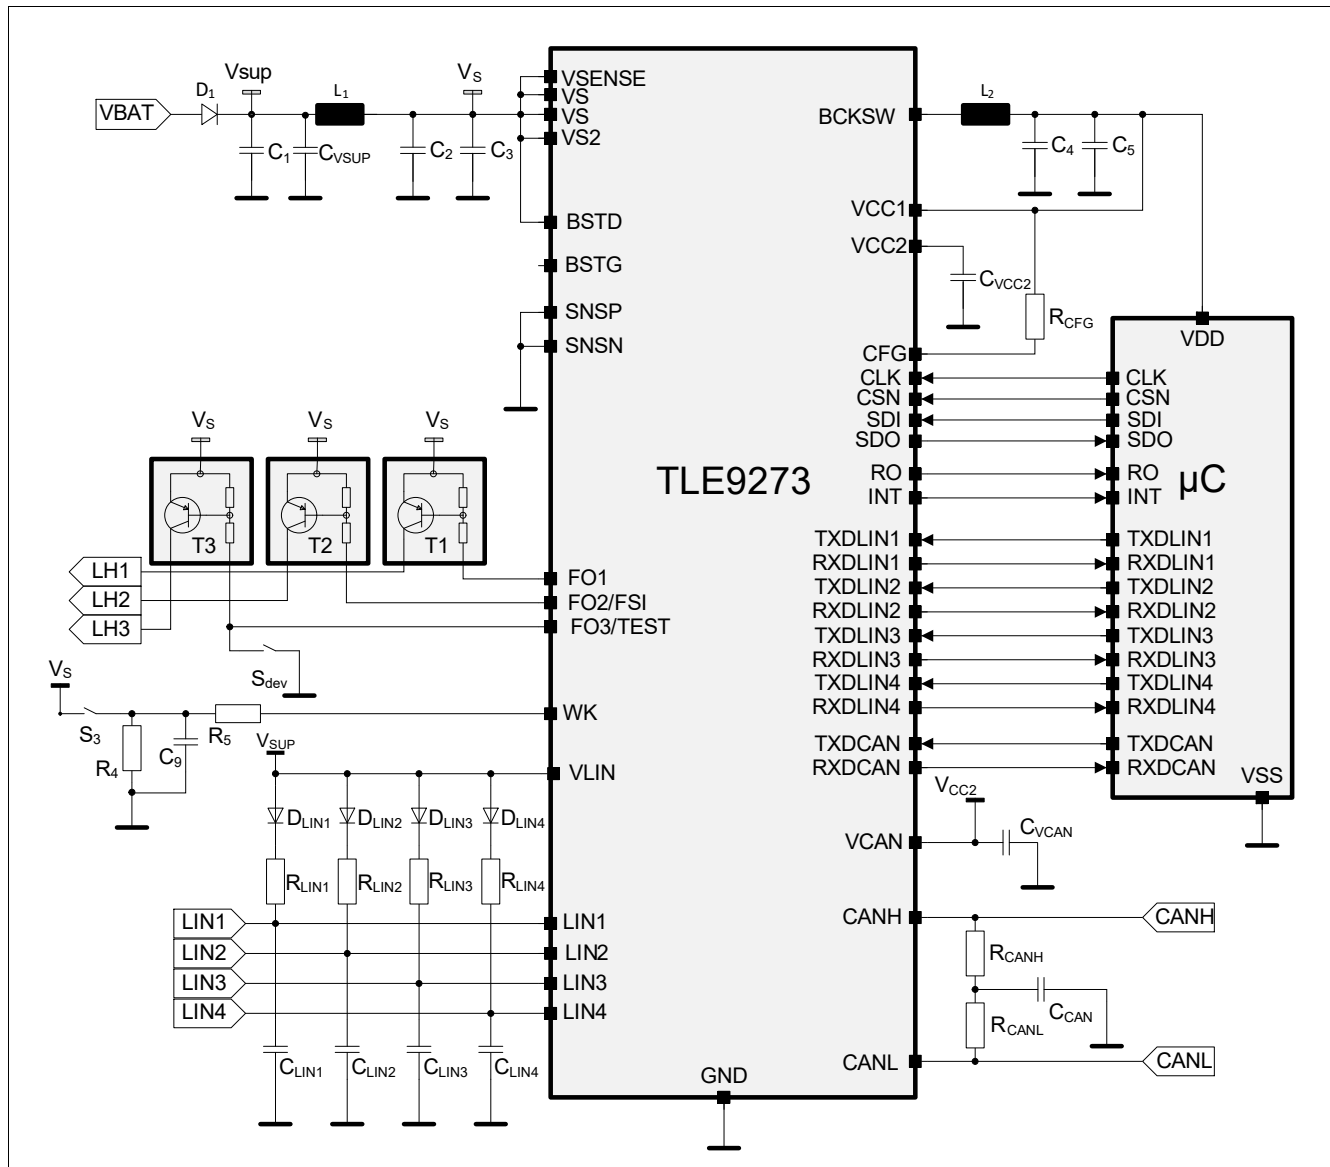 VBAT
D1
Vsup
L1
VS
C1
CVSUP
C2
C3
VSENSE
VS
VS
VS2
BSTD
BSTG
SNSP
SNSN
BCKSW
L2
C4
C5
VCC1
VCC2
CVCC2
RCFG
CFG
CLK
CSN
SDI
SDO
RO
INT
TXDLIN1
RXDLIN1
TXDLIN2
RXDLIN2
TXDLIN3
RXDLIN3
TXDLIN4
RXDLIN4
TXDCAN
RXDCAN
TLE9273
VDD
CLK
CSN
SDI
SDO
RO
INT
µC
TXDLIN1
RXDLIN1
TXDLIN2
RXDLIN2
TXDLIN3
RXDLIN3
TXDLIN4
RXDLIN4
TXDCAN
RXDCAN
VSS
VS
VS
VS
T3
T2
T1
LH1
LH2
LH3
FO1
FO2/FSI
FO3/TEST
Sdev
VS
S3
R4
C9
R5
WK
VSUP
VLIN
DLIN1
DLIN2
DLIN3
DLIN4
RLIN1
RLIN2
RLIN3
RLIN4
LIN1
LIN2
LIN3
LIN4
LIN1
LIN2
LIN3
LIN4
CLIN1
CLIN2
CLIN3
CLIN4
GND
VCC2
VCAN
CVCAN
CANH
CANH
RCANH
CCAN
RCANL
CANL
CANL